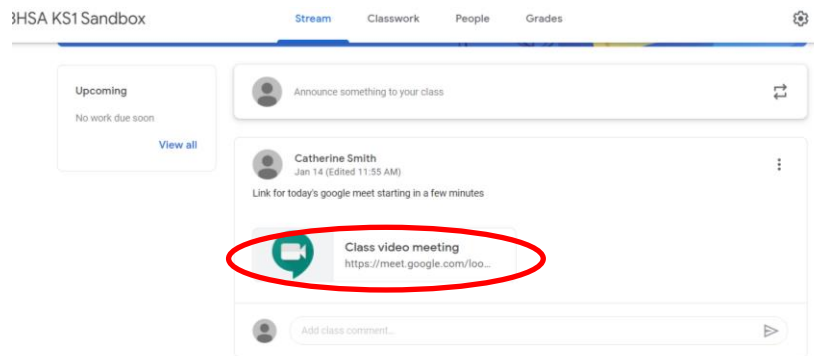 BHSA KS1 Sandbox
Stream Classwork People Grades
Upcoming
No work due soon
View all
Announce something to your class
Catherine Smith
Jan 14 (Edited 11:55 AM)
Link for today's google meet starting in a few minutes
Class video meeting
https://meet.google.com/loo...
Add class comment...